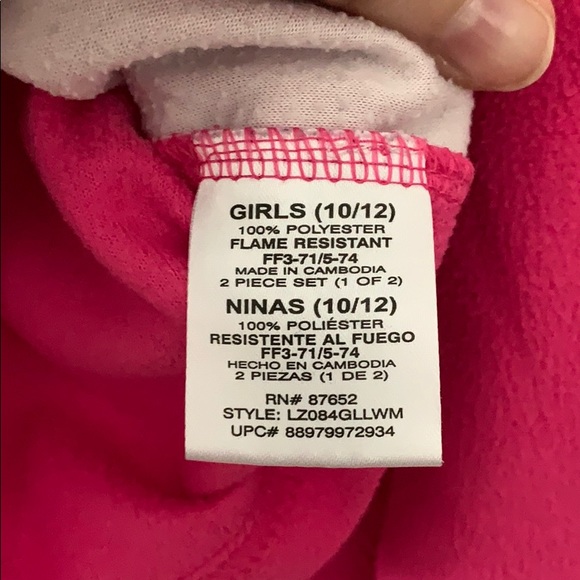 GIRLS (10/12)
100% POLYESTER
FLAME RESISTANT
FF3-71/5-74
MADE IN CAMBODIA
2 PIECE SET (1 OF 2)
NINAS (10/12)
100% POLIÉSTER
RESISTENTE AL FUEGO
FF3-71/5-74
HECHO EN CAMBODIA
2 PIEZAS (1 DE 2)
RN# 87652
STYLE: LZ084GLLWM
UPC# 88979972934